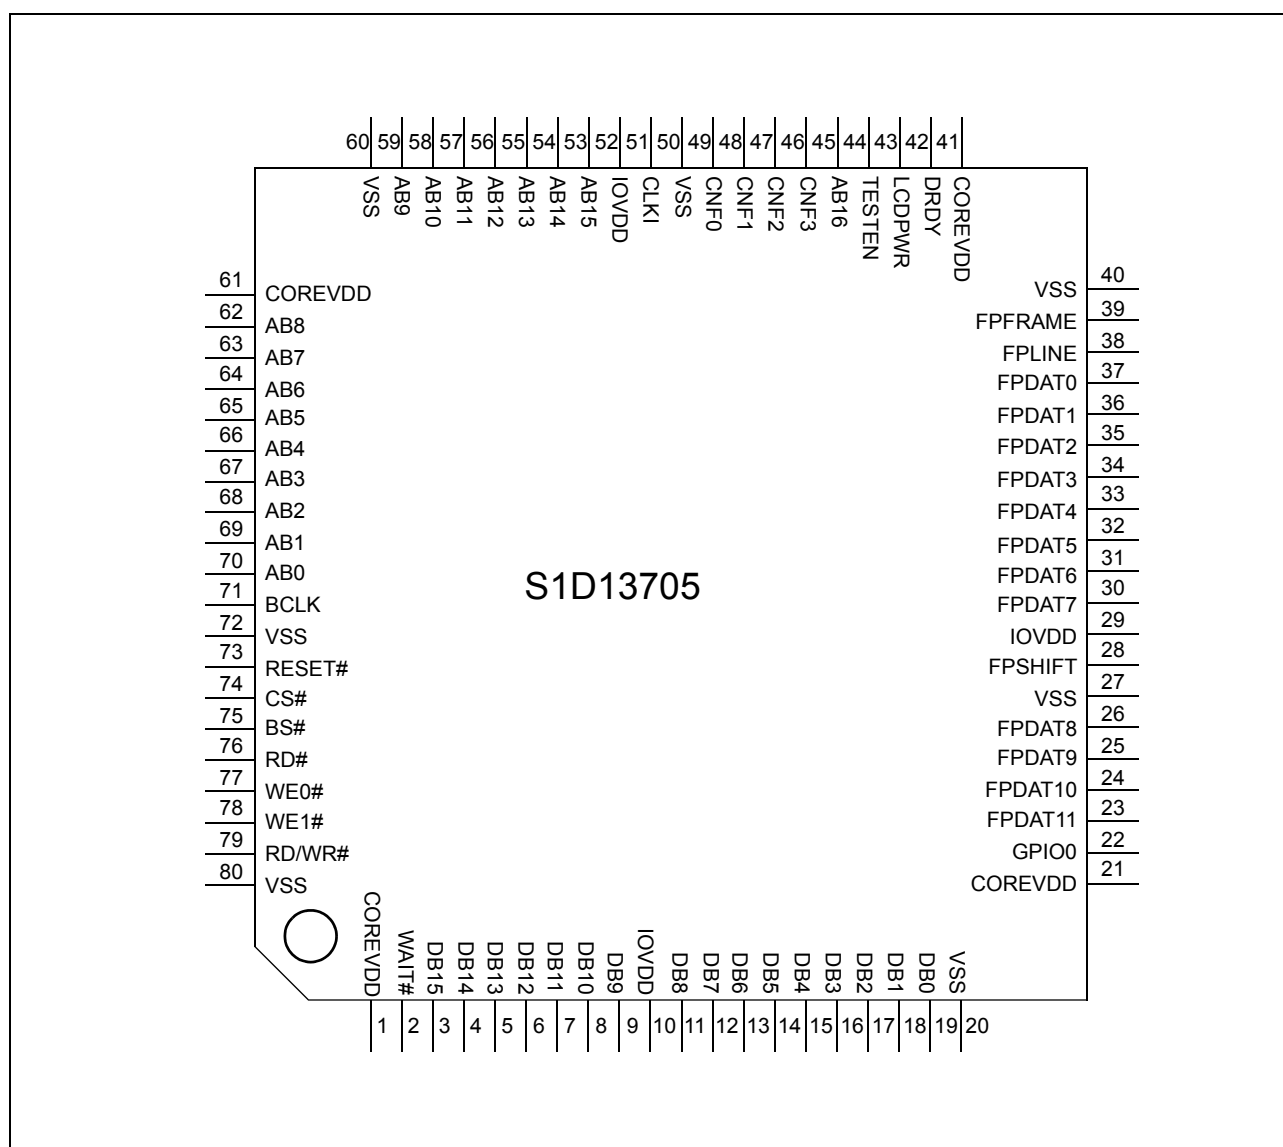 60 59 58 57 56 55 54 53 52 51 50 49 48 47 46 45 44 43 42 41
VSS AB9 AB10 AB11 AB12 AB13 AB14 AB15 IOVDD CLKI VSS CNF0 CNF1 CNF2 CNF3 AB16 TESTEN LCDPWR DRDY COREVDD
61 COREVDD
62 AB8
63 AB7
64 AB6
65 AB5
66 AB4
67 AB3
68 AB2
69 AB1
70 AB0
71 BCLK
72 VSS
73 RESET#
74 CS#
75 BS#
76 RD#
77 WE0#
78 WE1#
79 RD/WR#
80 VSS
S1D13705
VSS 40
FPFRAME 39
FPLINE 38
FPDAT0 37
FPDAT1 36
FPDAT2 35
FPDAT3 34
FPDAT4 33
FPDAT5 32
FPDAT6 31
FPDAT7 30
IOVDD 29
FPSHIFT 28
VSS 27
FPDAT8 26
FPDAT9 25
FPDAT10 24
FPDAT11 23
GPIO0 22
COREVDD 21
COREVDD WAIT# DB15 DB14 DB13 DB12 DB11 DB10 DB9 IOVDD DB8 DB7 DB6 DB5 DB4 DB3 DB2 DB1 DB0 VSS
1 2 3 4 5 6 7 8 9 10 11 12 13 14 15 16 17 18 19 20